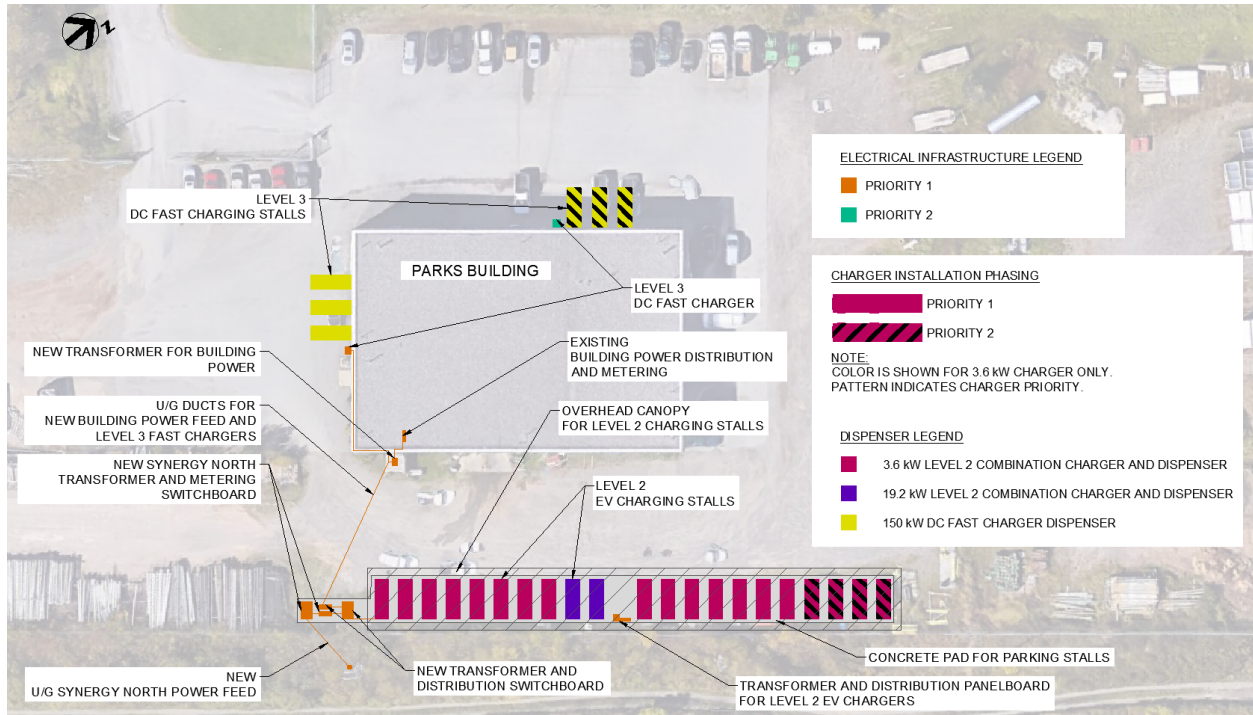 Z
LEVEL 3
DC FAST CHARGING STALLS
PARKS BUILDING
LEVEL 3
DC FAST CHARGER
NEW TRANSFORMER FOR BUILDING
POWER
EXISTING
BUILDING POWER DISTRIBUTION
AND METERING
U/G DUCTS FOR
NEW BUILDING POWER FEED AND
LEVEL 3 FAST CHARGERS
OVERHEAD CANOPY
FOR LEVEL 2 CHARGING STALLS
NEW SYNERGY NORTH
TRANSFORMER AND METERING
SWITCHBOARD
LEVEL 2
EV CHARGING STALLS
NEW
U/G SYNERGY NORTH POWER FEED
NEW TRANSFORMER AND
DISTRIBUTION SWITCHBOARD
CONCRETE PAD FOR PARKING STALLS
TRANSFORMER AND DISTRIBUTION PANELBOARD
FOR LEVEL 2 EV CHARGERS
ELECTRICAL INFRASTRUCTURE LEGEND
PRIORITY 1
PRIORITY 2
CHARGER INSTALLATION PHASING
PRIORITY 1
PRIORITY 2
NOTE:
COLOR IS SHOWN FOR 3.6 kW CHARGER ONLY.
PATTERN INDICATES CHARGER PRIORITY.
DISPENSER LEGEND
3.6 kW LEVEL 2 COMBINATION CHARGER AND DISPENSER
19.2 kW LEVEL 2 COMBINATION CHARGER AND DISPENSER
150 kW DC FAST CHARGER DISPENSER